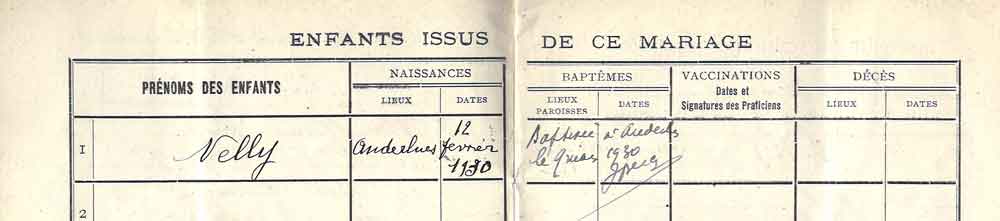 ENFANTS ISSUS DE CE MARIAGE
PRÉNOMS DES ENFANTS
NAISSANCES
LIEUX
DATES
BAPTÊMES
LIEUX
PAROISSES
DATES
VACCINATIONS
Dates et
Signatures des Praticiens
DÉCÈS
LIEUX
DATES
1
Nelly
Anderlues
12
février
1930
Baptisée à
le
1930
2